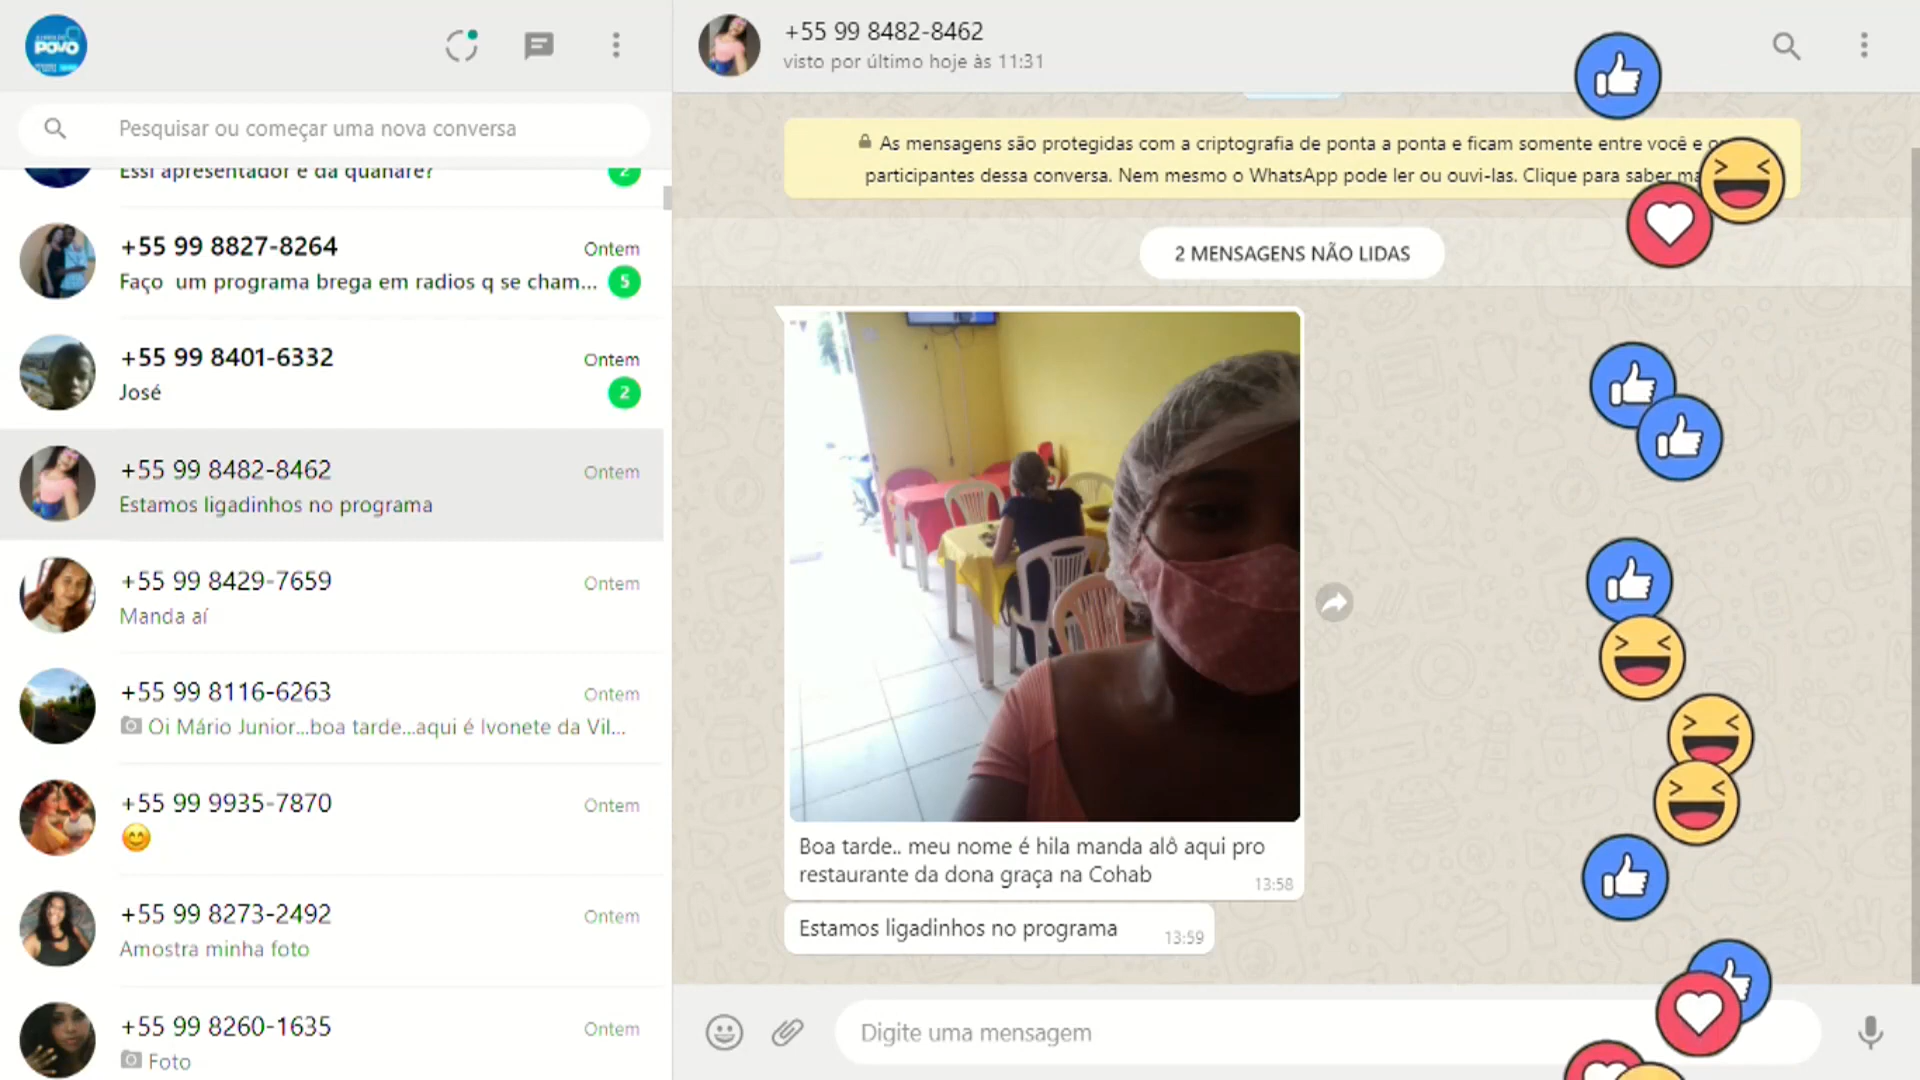 POVO
Pesquisar ou começar uma nova conversa
Essi apresentador e da quanare?
2
+55 99 8827-8264
Ontem
Faço um programa brega em radios q se cham...
5
+55 99 8401-6332
Ontem
José
2
+55 99 8482-8462
Ontem
Estamos ligadinhos no programa
+55 99 8429-7659
Ontem
Manda aí
+55 99 8116-6263
Ontem
Oi Mário Junior...boa tarde...aqui é Ivonete da Vil...
+55 99 9935-7870
Ontem
+55 99 8273-2492
Ontem
Amostra minha foto
+55 99 8260-1635
Ontem
Foto
+55 99 8482-8462
visto por último hoje às 11:31
As mensagens são protegidas com a criptografia de ponta a ponta e ficam somente entre você e
participantes dessa conversa. Nem mesmo o WhatsApp pode ler ou ouvi-las. Clique para saber
2 MENSAGENS NÃO LIDAS
Boa tarde.. meu nome é hila manda alô aqui pro
restaurante da dona graça na Cohab
13:58
Estamos ligadinhos no programa
13:59
Digite uma mensagem